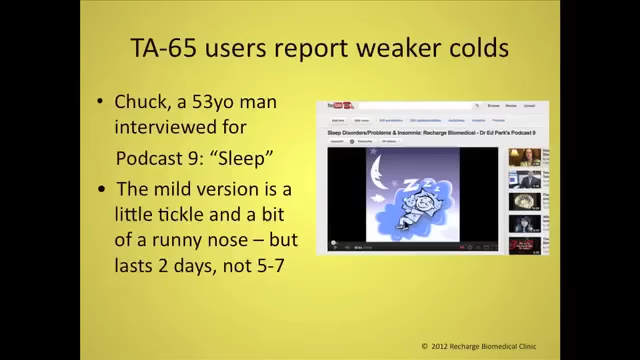 TA-65 users report weaker colds
• Chuck, a 53yo man
interviewed for
Podcast 9: “Sleep”
• The mild version is a
little tickle and a bit
of a runny nose – but
lasts 2 days, not 5-7
Sleep Disorders/Problems & Insomnia: Recharge Biomedical - Dr Ed Park's Podcast 9
© 2012 Recharge Biomedical Clinic